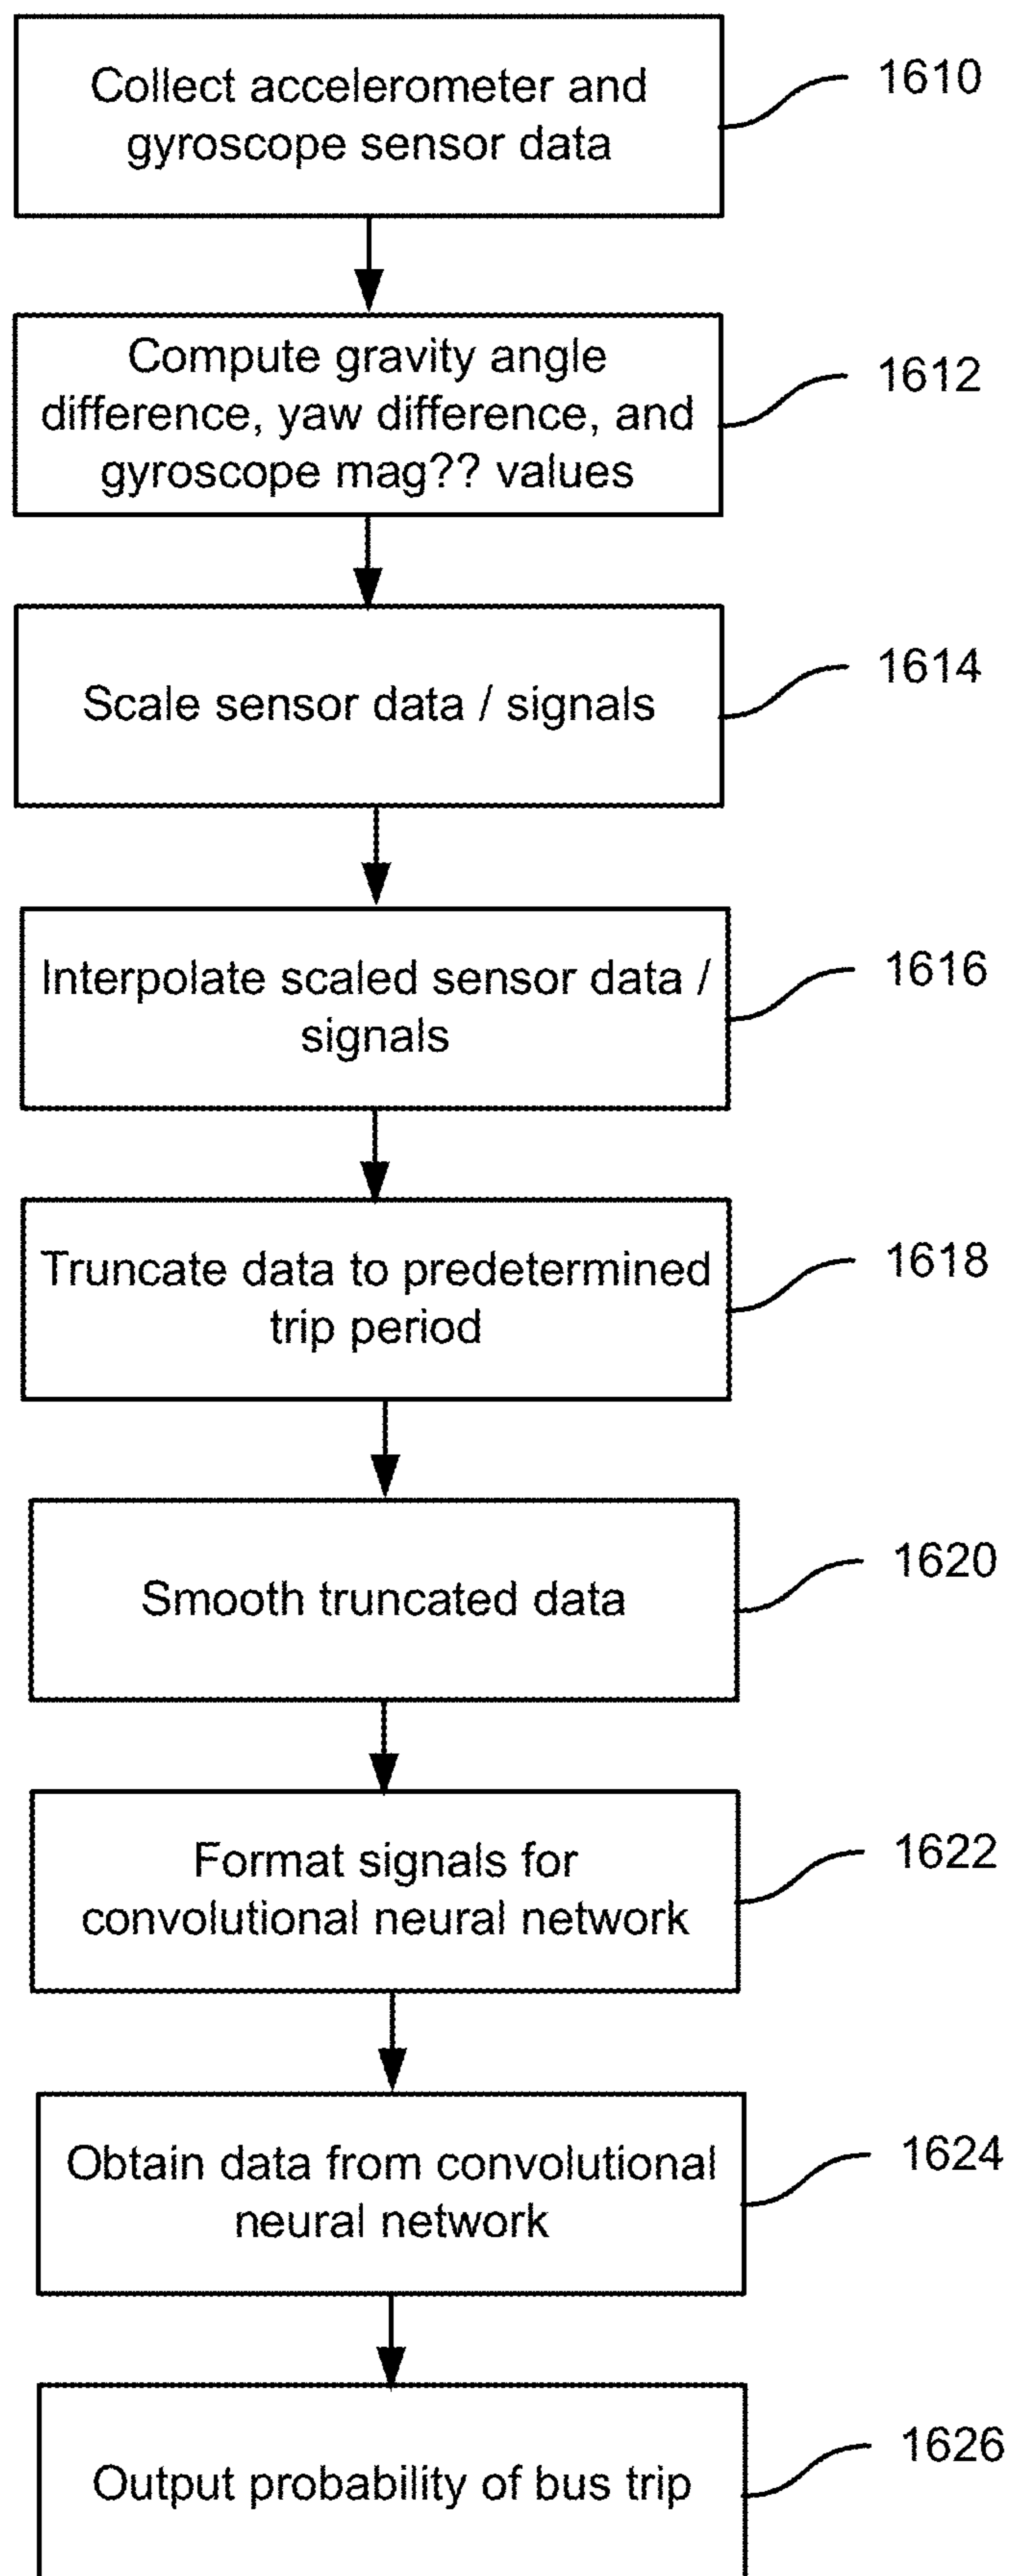 Collect accelerometer and
gyroscope sensor data
1610
Compute gravity angle
difference, yaw difference, and
gyroscope mag?? values
1612
Scale sensor data / signals
1614
Interpolate scaled sensor data /
signals
1616
Truncate data to predetermined
trip period
1618
Smooth truncated data
1620
Format signals for
convolutional neural network
1622
Obtain data from convolutional
neural network
1624
Output probability of bus trip
1626